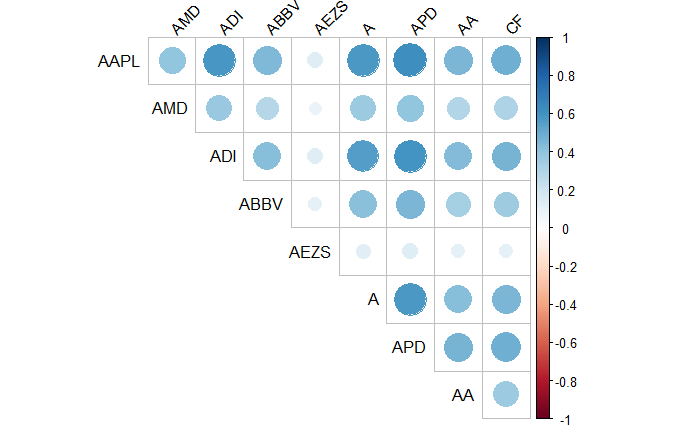 AMD ADI ABBV AEZS A APD AA CF
AAPL
AMD
ADI
ABBV
AEZS
A
APD
AA
1
0.8
0.6
0.4
0.2
0
-0.2
-0.4
-0.6
-0.8
-1